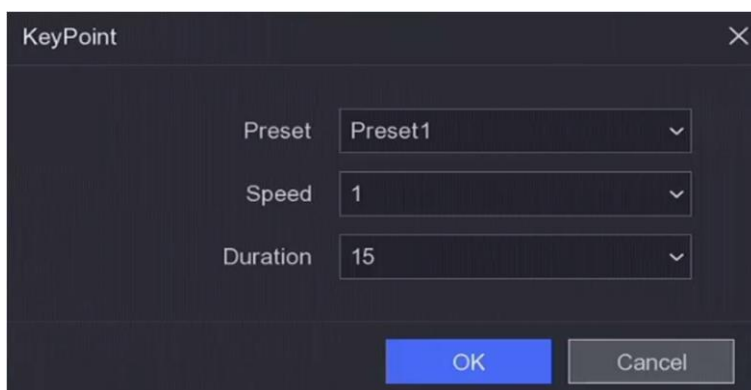 KeyPoint
Preset Preset1
Speed 1
Duration 15
OK Cancel